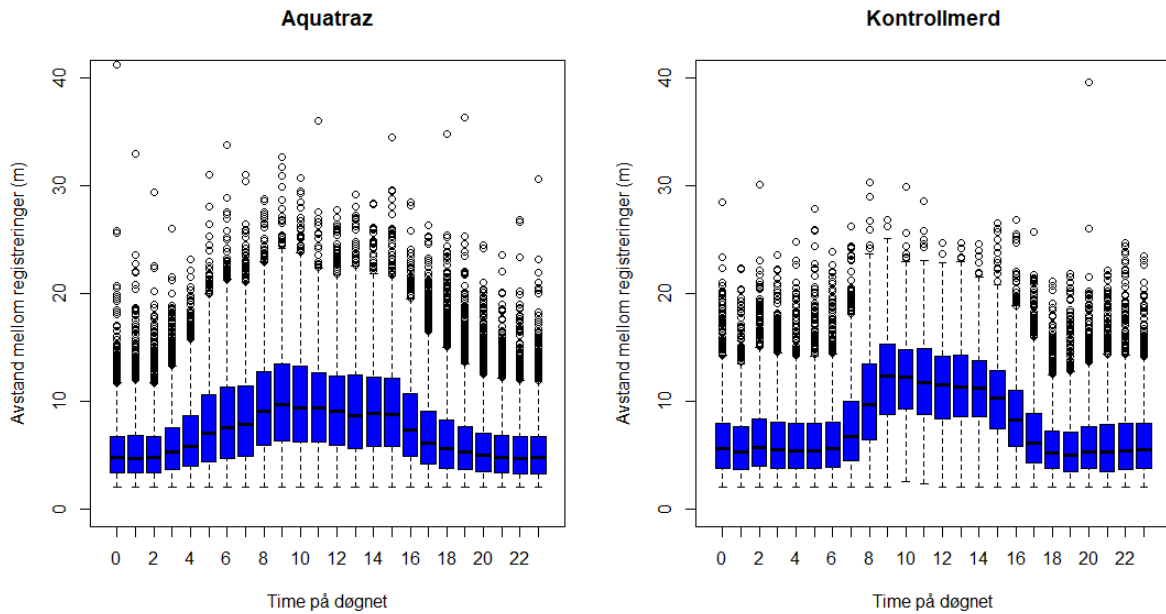 Aquatraz
Avstand mellom registreringer (m)
40
30
20
10
0
0 2 4 6 8 10 12 14 16 18 20 22
Time på døgnet
Kontrollmerd
Avstand mellom registreringer (m)
40
30
20
10
0
0 2 4 6 8 10 12 14 16 18 20 22
Time på døgnet